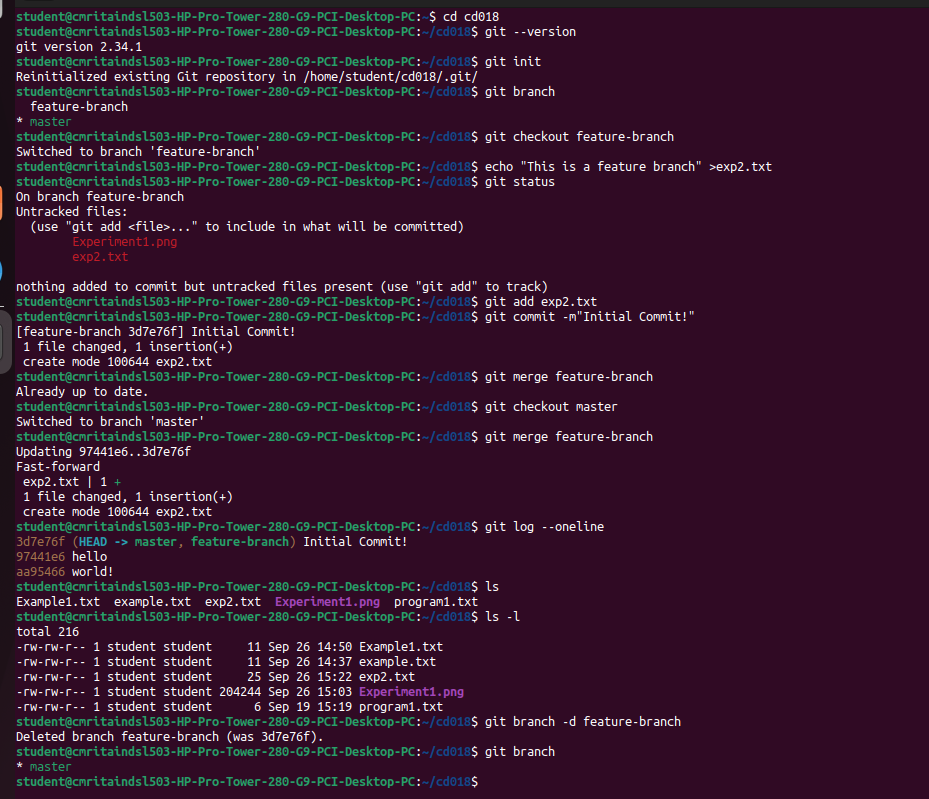 student@cmritaindsl503-HP-Pro-Tower-280-G9-PCI-Desktop-PC:~$ cd cd018
student@cmritaindsl503-HP-Pro-Tower-280-G9-PCI-Desktop-PC:~/cd018$ git --version
git version 2.34.1
student@cmritaindsl503-HP-Pro-Tower-280-G9-PCI-Desktop-PC:~/cd018$ git init
Reinitialized existing Git repository in /home/student/cd018/.git/
student@cmritaindsl503-HP-Pro-Tower-280-G9-PCI-Desktop-PC:~/cd018$ git branch
  feature-branch
* master
student@cmritaindsl503-HP-Pro-Tower-280-G9-PCI-Desktop-PC:~/cd018$ git checkout feature-branch
Switched to branch 'feature-branch'
student@cmritaindsl503-HP-Pro-Tower-280-G9-PCI-Desktop-PC:~/cd018$ echo "This is a feature branch" >exp2.txt
student@cmritaindsl503-HP-Pro-Tower-280-G9-PCI-Desktop-PC:~/cd018$ git status
On branch feature-branch
Untracked files:
  (use "git add <file>..." to include in what will be committed)
        Experiment1.png
        exp2.txt

nothing added to commit but untracked files present (use "git add" to track)
student@cmritaindsl503-HP-Pro-Tower-280-G9-PCI-Desktop-PC:~/cd018$ git add exp2.txt
student@cmritaindsl503-HP-Pro-Tower-280-G9-PCI-Desktop-PC:~/cd018$ git commit -m"Initial Commit!"
[feature-branch 3d7e76f] Initial Commit!
 1 file changed, 1 insertion(+)
 create mode 100644 exp2.txt
student@cmritaindsl503-HP-Pro-Tower-280-G9-PCI-Desktop-PC:~/cd018$ git merge feature-branch
Already up to date.
student@cmritaindsl503-HP-Pro-Tower-280-G9-PCI-Desktop-PC:~/cd018$ git checkout master
Switched to branch 'master'
student@cmritaindsl503-HP-Pro-Tower-280-G9-PCI-Desktop-PC:~/cd018$ git merge feature-branch
Updating 97441e6..3d7e76f
Fast-forward
 exp2.txt | 1 +
 1 file changed, 1 insertion(+)
 create mode 100644 exp2.txt
student@cmritaindsl503-HP-Pro-Tower-280-G9-PCI-Desktop-PC:~/cd018$ git log --oneline
3d7e76f (HEAD -> master, feature-branch) Initial Commit!
97441e6 hello
aa95466 world!
student@cmritaindsl503-HP-Pro-Tower-280-G9-PCI-Desktop-PC:~/cd018$ ls
Example1.txt  example.txt  exp2.txt  Experiment1.png  program1.txt
student@cmritaindsl503-HP-Pro-Tower-280-G9-PCI-Desktop-PC:~/cd018$ ls -l
total 216
-rw-rw-r-- 1 student student     11 Sep 26 14:50 Example1.txt
-rw-rw-r-- 1 student student     11 Sep 26 14:37 example.txt
-rw-rw-r-- 1 student student     25 Sep 26 15:22 exp2.txt
-rw-rw-r-- 1 student student 204244 Sep 26 15:03 Experiment1.png
-rw-rw-r-- 1 student student      6 Sep 19 15:19 program1.txt
student@cmritaindsl503-HP-Pro-Tower-280-G9-PCI-Desktop-PC:~/cd018$ git branch -d feature-branch
Deleted branch feature-branch (was 3d7e76f).
student@cmritaindsl503-HP-Pro-Tower-280-G9-PCI-Desktop-PC:~/cd018$ git branch
* master
student@cmritaindsl503-HP-Pro-Tower-280-G9-PCI-Desktop-PC:~/cd018$